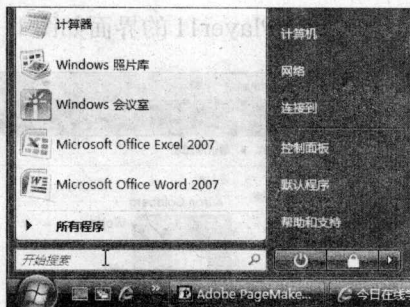 计算器
Windows 照片库
Windows 会议室
Microsoft Office Excel 2007
Microsoft Office Word 2007
所有程序
开始搜索
计算机
网络
连接到
控制面板
默认程序
帮助和支持
Adobe PageMake...
今日在线